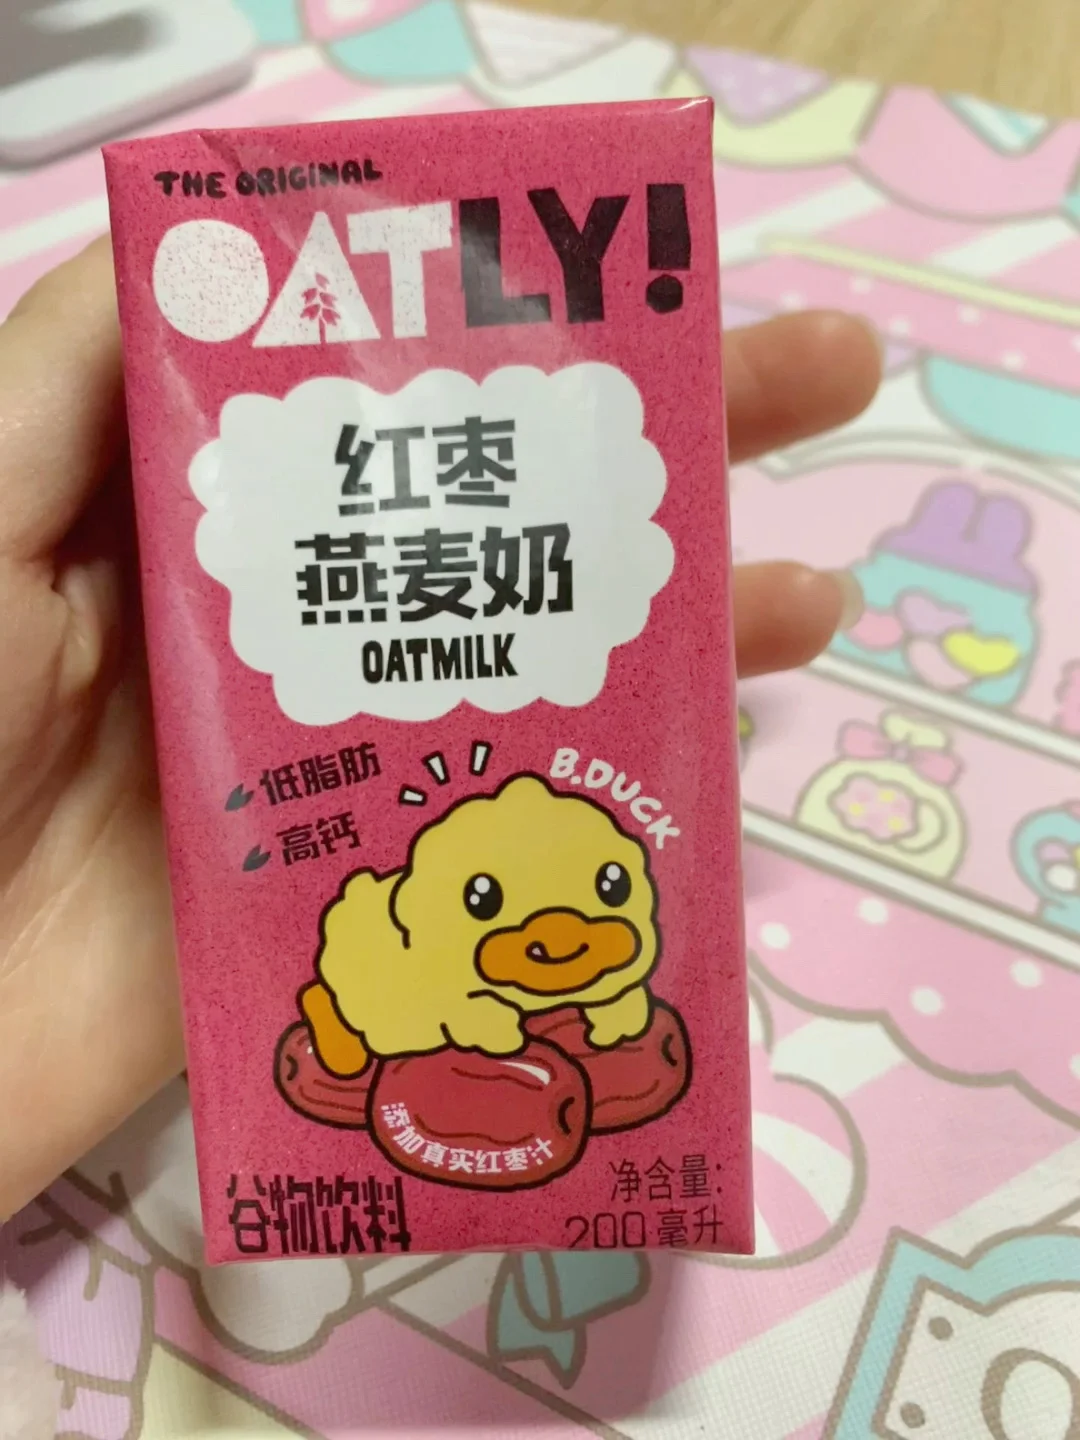 THE ORIGINAL
OATLY!
红枣
燕麦奶
OATMILK
低脂肪
高钙
B.DUCK
添加真实红枣汁
谷物饮料
净含量:
200毫升